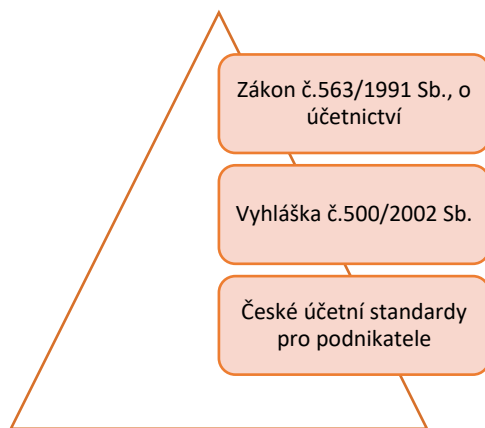 Zákon č.563/1991 Sb., o
účetnictví
Vyhláška č.500/2002 Sb.
České účetní standardy
pro podnikatele